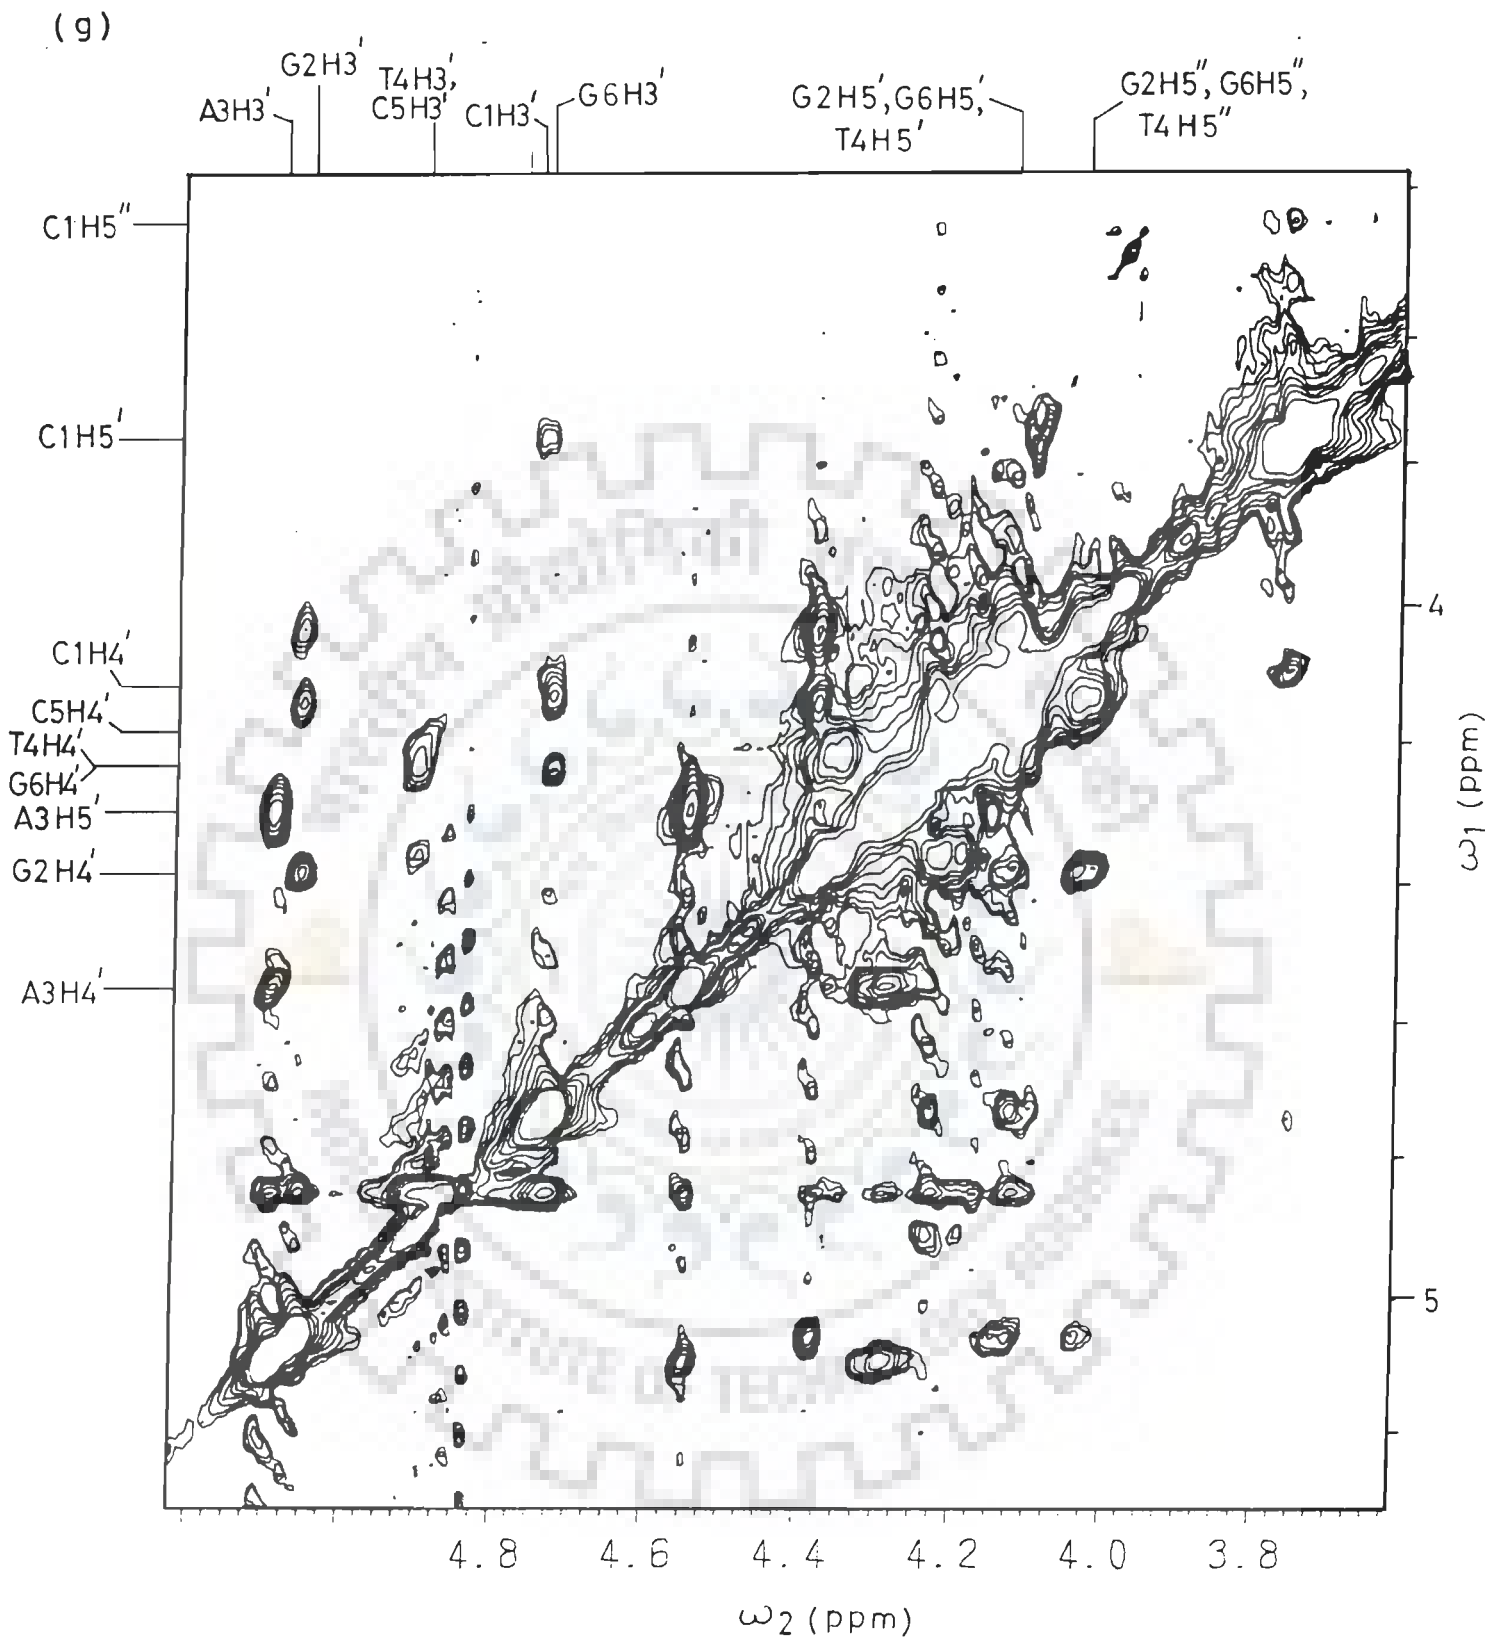 (g)
G2H3'
T4H3',
C5H3'
A3H3'
C1H3'
G6H3'
G2H5', G6H5',
T4H5'
G2H5", G6H5",
T4H5"
C1H5"
C1H5'
C1H4'
C5H4'
T4H4'
G6H4'
A3H5'
G2H4'
A3H4'
4
5
ω1 (ppm)
4.8 4.6 4.4 4.2 4.0 3.8
ω2 (ppm)